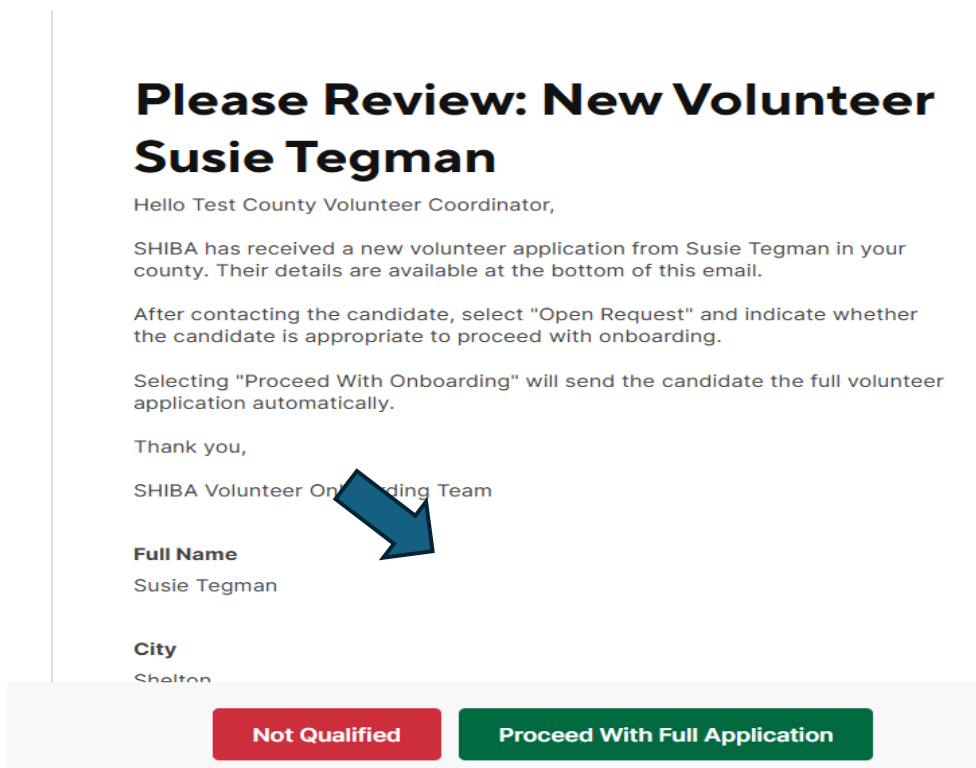 Please Review: New Volunteer
Susie Tegman
Hello Test County Volunteer Coordinator,
SHIBA has received a new volunteer application from Susie Tegman in your
county. Their details are available at the bottom of this email.
After contacting the candidate, select "Open Request" and indicate whether
the candidate is appropriate to proceed with onboarding.
Selecting "Proceed With Onboarding" will send the candidate the full volunteer
application automatically.
Thank you,
SHIBA Volunteer Onboarding Team
Full Name
Susie Tegman
City
Shelton
Not Qualified
Proceed With Full Application